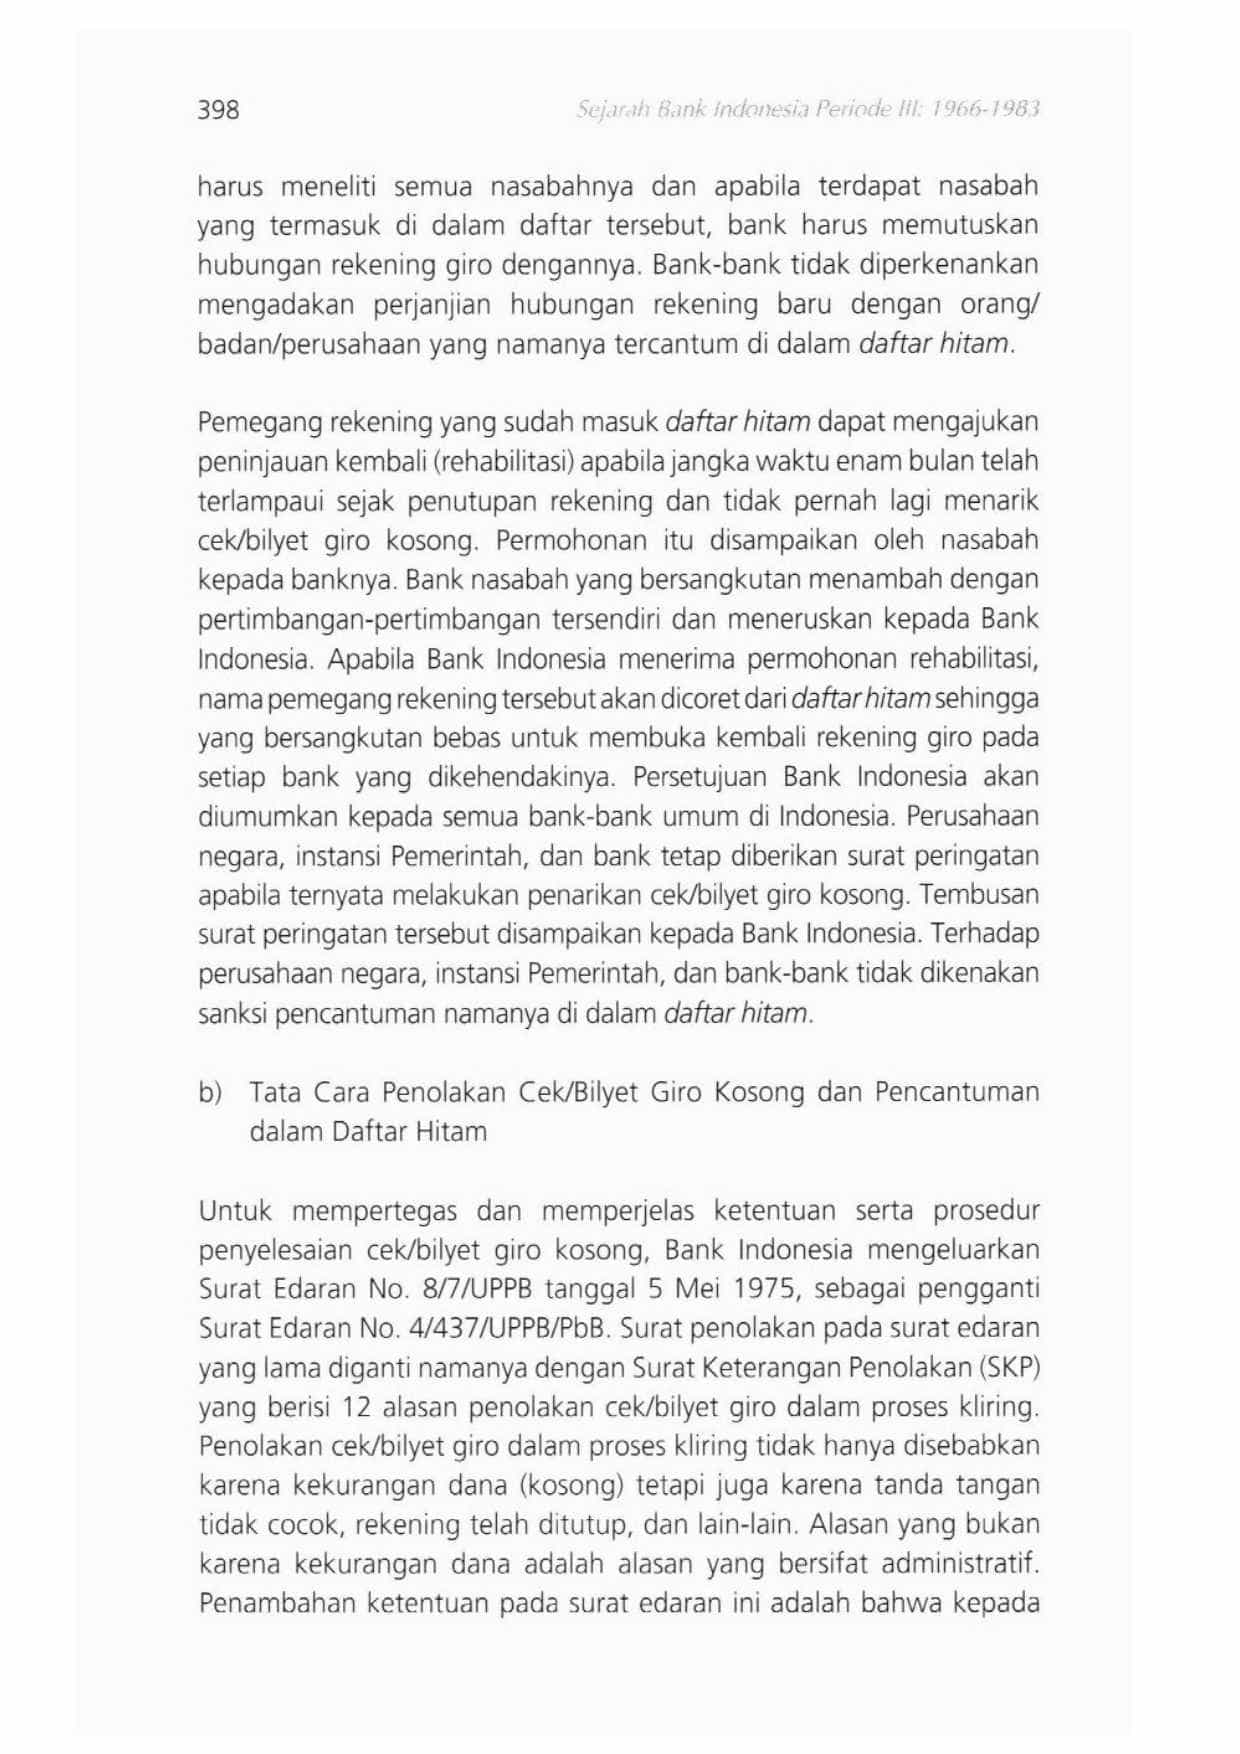 398
Sejarah Bank Indonesia Periode III: 1966-1983
harus meneliti semua nasabahnya dan apabila terdapat nasabah
yang termasuk di dalam daftar tersebut, bank harus memutuskan
hubungan rekening giro dengannya. Bank-bank tidak diperkenankan
mengadakan perjanjian hubungan rekening baru dengan orang/
badan/perusahaan yang namanya tercantum di dalam daftar hitam.
Pemegang rekening yang sudah masuk daftar hitam dapat mengajukan
peninjauan kembali (rehabilitasi) apabila jangka waktu enam bulan telah
terlampaui sejak penutupan rekening dan tidak pernah lagi menarik
cek/bilyet giro kosong. Permohonan itu disampaikan oleh nasabah
kepada banknya. Bank nasabah yang bersangkutan menambah dengan
pertimbangan-pertimbangan tersendiri dan meneruskan kepada Bank
Indonesia. Apabila Bank Indonesia menerima permohonan rehabilitasi,
nama pemegang rekening tersebut akan dicoret dari daftar hitam sehingga
yang bersangkutan bebas untuk membuka kembali rekening giro pada
setiap bank yang dikehendakinya. Persetujuan Bank Indonesia akan
diumumkan kepada semua bank-bank umum di Indonesia. Perusahaan
negara, instansi Pemerintah, dan bank tetap diberikan surat peringatan
apabila ternyata melakukan penarikan cek/bilyet giro kosong. Tembusan
surat peringatan tersebut disampaikan kepada Bank Indonesia. Terhadap
perusahaan negara, instansi Pemerintah, dan bank-bank tidak dikenakan
sanksi pencantuman namanya di dalam daftar hitam.
b) Tata Cara Penolakan Cek/Bilyet Giro Kosong dan Pencantuman
dalam Daftar Hitam
Untuk mempertegas dan memperjelas ketentuan serta prosedur
penyelesaian cek/bilyet giro kosong, Bank Indonesia mengeluarkan
Surat Edaran No. 8/7/UPPB tanggal 5 Mei 1975, sebagai pengganti
Surat Edaran No. 4/437/UPPB/PbB. Surat penolakan pada surat edaran
yang lama diganti namanya dengan Surat Keterangan Penolakan (SKP)
yang berisi 12 alasan penolakan cek/bilyet giro dalam proses kliring.
Penolakan cek/bilyet giro dalam proses kliring tidak hanya disebabkan
karena kekurangan dana (kosong) tetapi juga karena tanda tangan
tidak cocok, rekening telah ditutup, dan lain-lain. Alasan yang bukan
karena kekurangan dana adalah alasan yang bersifat administratif.
Penambahan ketentuan pada surat edaran ini adalah bahwa kepada